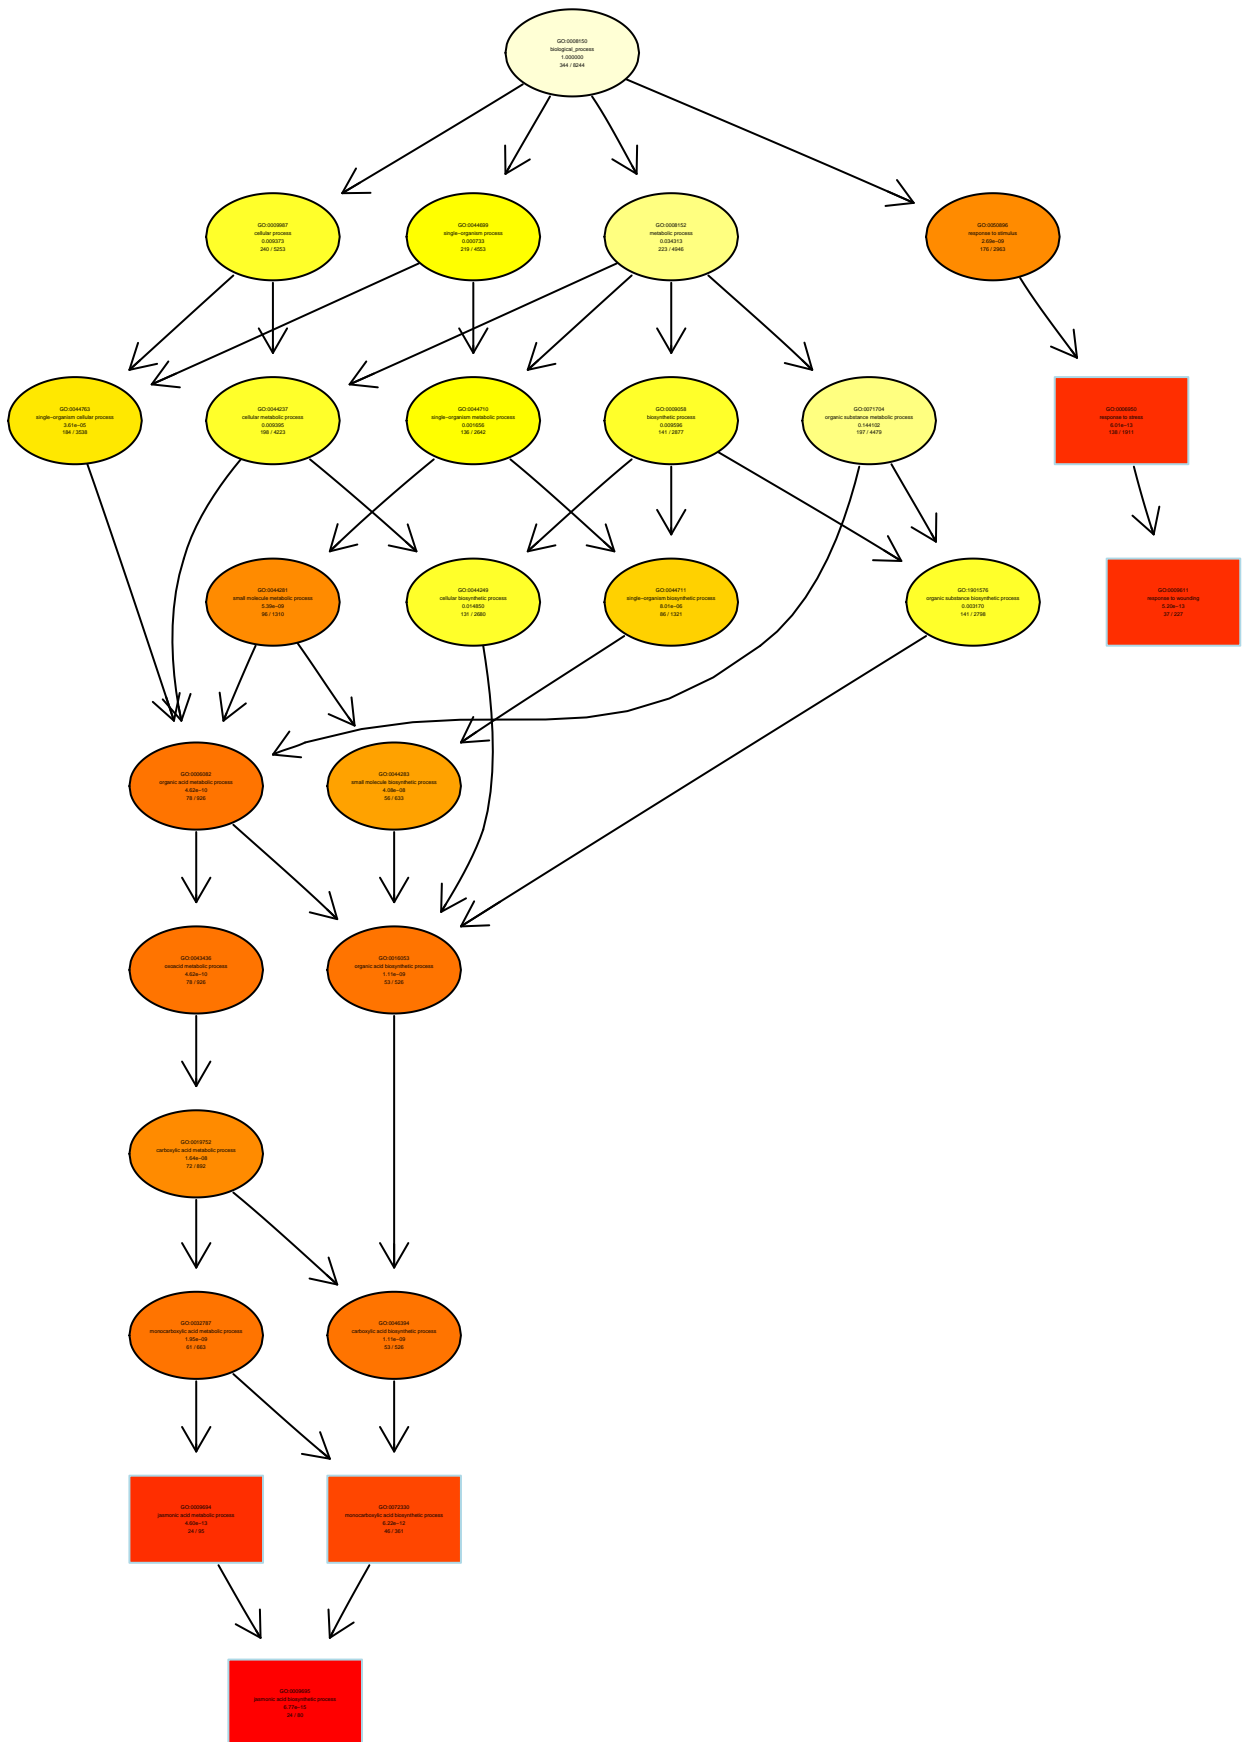 GO:0008150
biological_process
1.000000
344 / 8244
GO:0009987
cellular process
0.009373
240 / 5253
GO:0044699
single−organism process
0.000733
219 / 4553
GO:0008152
metabolic process
0.034313
223 / 4946
GO:0050896
response to stimulus
2.69e−09
176 / 2963
GO:0044763
single−organism cellular process
3.61e−05
184 / 3538
GO:0044237
cellular metabolic process
0.009395
198 / 4223
GO:0044710
single−organism metabolic process
0.001656
136 / 2642
GO:0009058
biosynthetic process
0.009596
141 / 2877
GO:0071704
organic substance metabolic process
0.144102
197 / 4479
GO:0006950
response to stress
6.01e−13
138 / 1911
GO:0044281
small molecule metabolic process
5.39e−09
96 / 1310
GO:0044249
cellular biosynthetic process
0.014850
131 / 2680
GO:0044711
single−organism biosynthetic process
8.01e−06
86 / 1321
GO:1901576
organic substance biosynthetic process
0.003170
141 / 2798
GO:0009611
response to wounding
5.20e−13
37 / 227
GO:0006082
organic acid metabolic process
4.62e−10
78 / 926
GO:0044283
small molecule biosynthetic process
4.08e−08
56 / 633
GO:0043436
oxoacid metabolic process
4.62e−10
78 / 926
GO:0016053
organic acid biosynthetic process
1.11e−09
53 / 526
GO:0019752
carboxylic acid metabolic process
1.64e−08
72 / 892
GO:0032787
monocarboxylic acid metabolic process
1.95e−09
61 / 663
GO:0046394
carboxylic acid biosynthetic process
1.11e−09
53 / 526
GO:0009694
jasmonic acid metabolic process
4.60e−13
24 / 95
GO:0072330
monocarboxylic acid biosynthetic process
6.22e−12
46 / 361
GO:0009695
jasmonic acid biosynthetic process